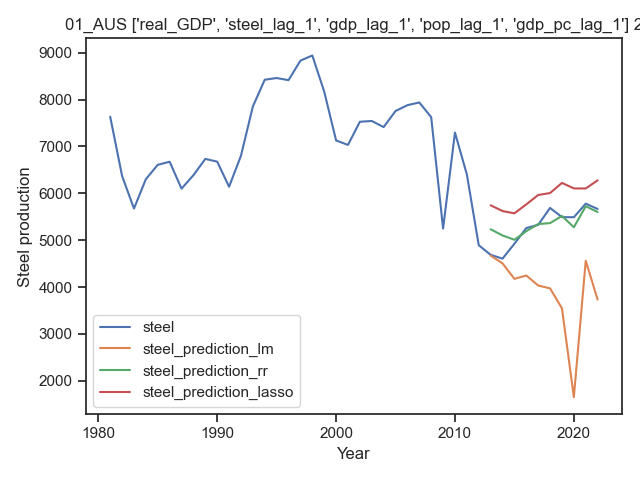 01_AUS ['real_GDP', 'steel_lag_1', 'gdp_lag_1', 'pop_lag_1', 'gdp_pc_lag_1'] 2
9000
8000
7000
6000
5000
4000
3000
2000
Steel production
steel
steel_prediction_lm
steel_prediction_rr
steel_prediction_lasso
1980
1990
2000
2010
2020
Year